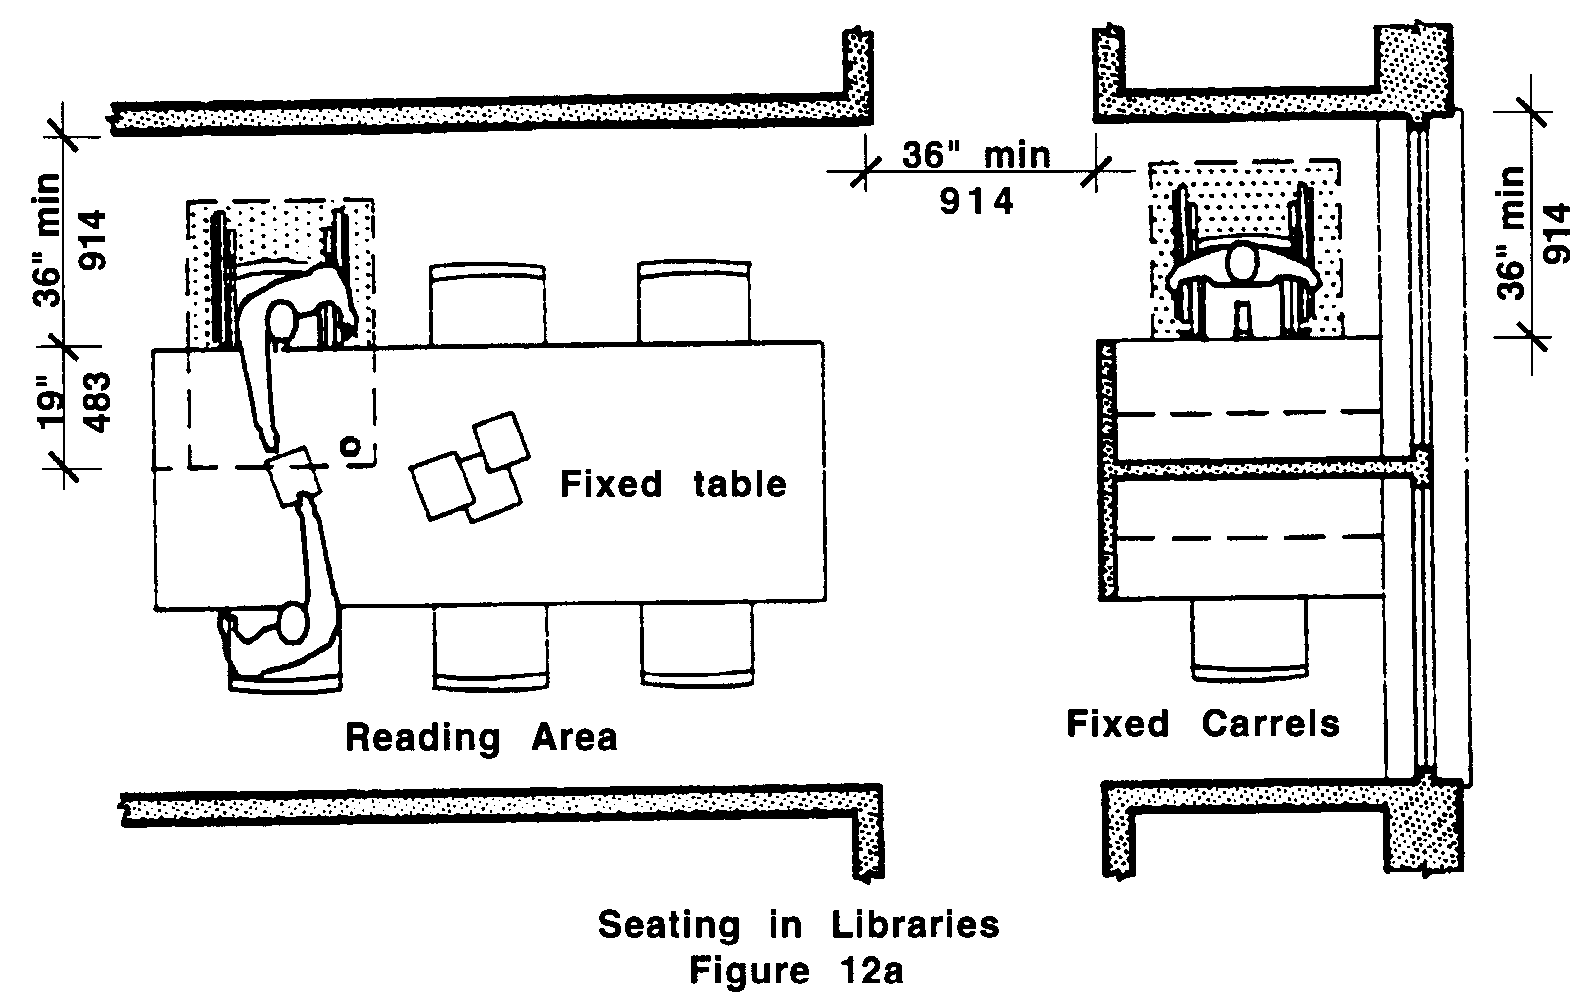 36" min
914
36" min
914
36" min
914
19"
483
Fixed table
Reading Area
Fixed Carrels
Seating in Libraries
Figure 12a